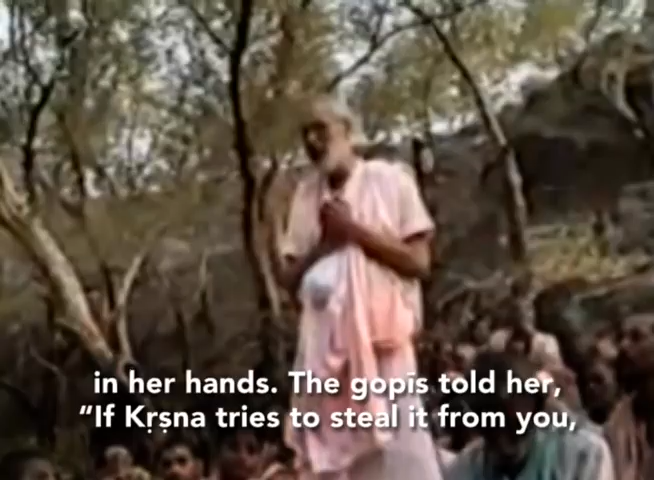 in her hands. The gopīs told her,
“If Kṛṣna tries to steal it from you,